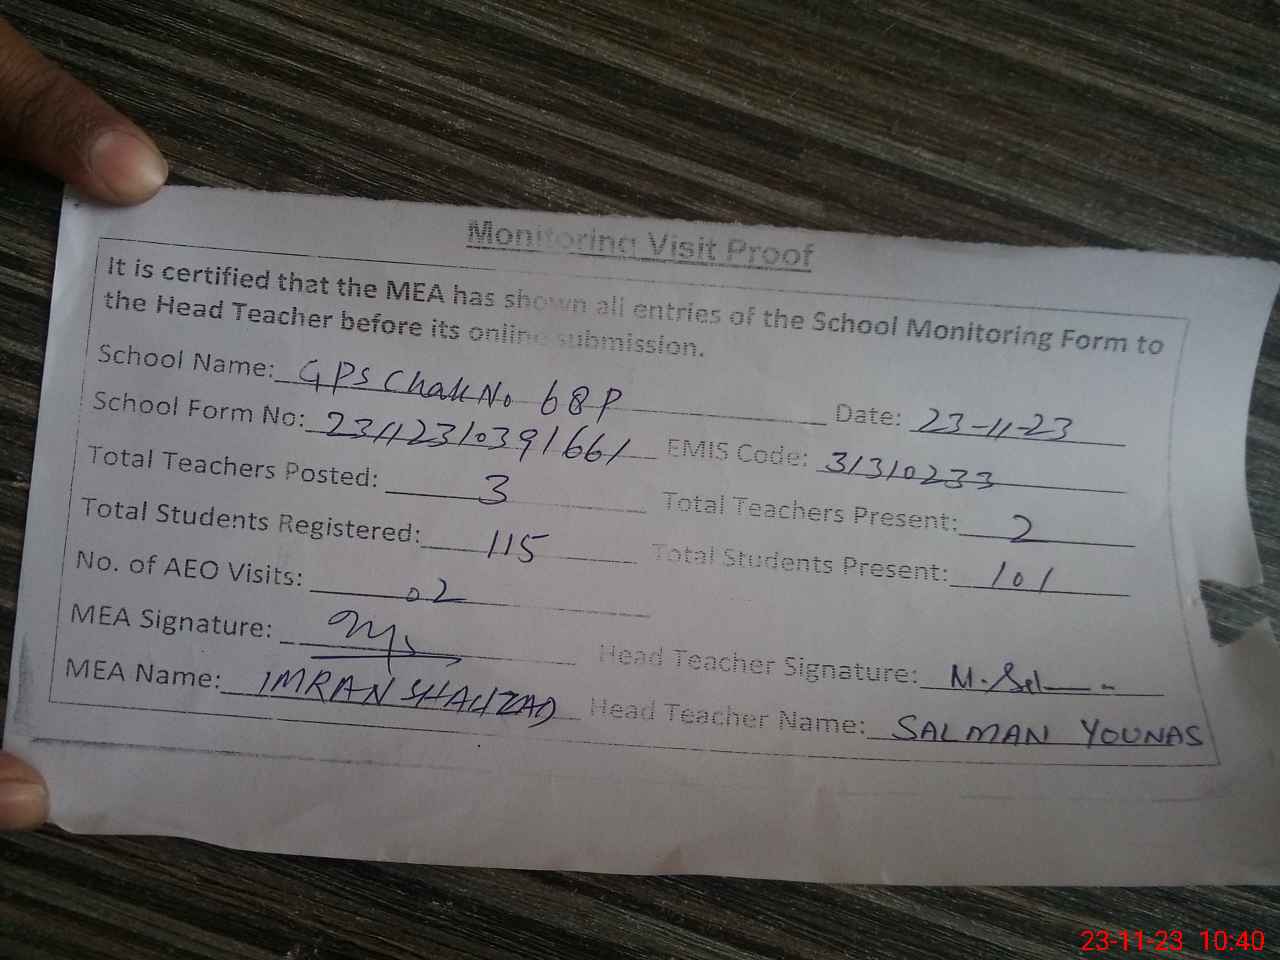 Monitoring Visit Proof
It is certified that the MEA has shown all entries of the School Monitoring Form to
the Head Teacher before its online submission.
School Name: GPS Chak No 68P Date: 23-11-23
School Form No: 23112310391661 EMIS Code: 31310233
Total Teachers Posted: 3 Total Teachers Present: 2
Total Students Registered: 115 Total Students Present: 101
No. of AEO Visits: 02
MEA Signature: Head Teacher Signature: M. Sal
MEA Name: IMRAN SHAHZAD Head Teacher Name: SALMAN YOUNAS
23-11-23 10:40